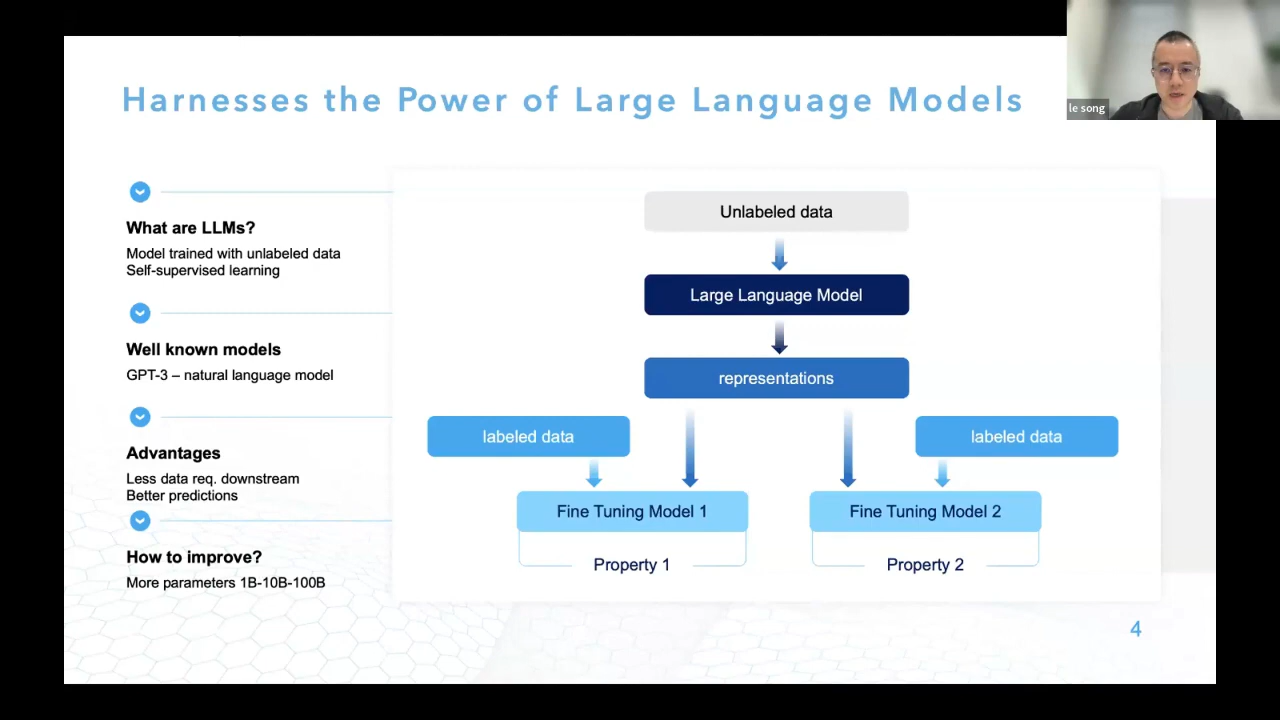 Harnesses the Power of Large Language Models
le song
What are LLMs?
Model trained with unlabeled data
Self-supervised learning
Well known models
GPT-3 – natural language model
Advantages
Less data req. downstream
Better predictions
How to improve?
More parameters 1B-10B-100B
Unlabeled data
Large Language Model
representations
labeled data
labeled data
Fine Tuning Model 1
Fine Tuning Model 2
Property 1
Property 2
4